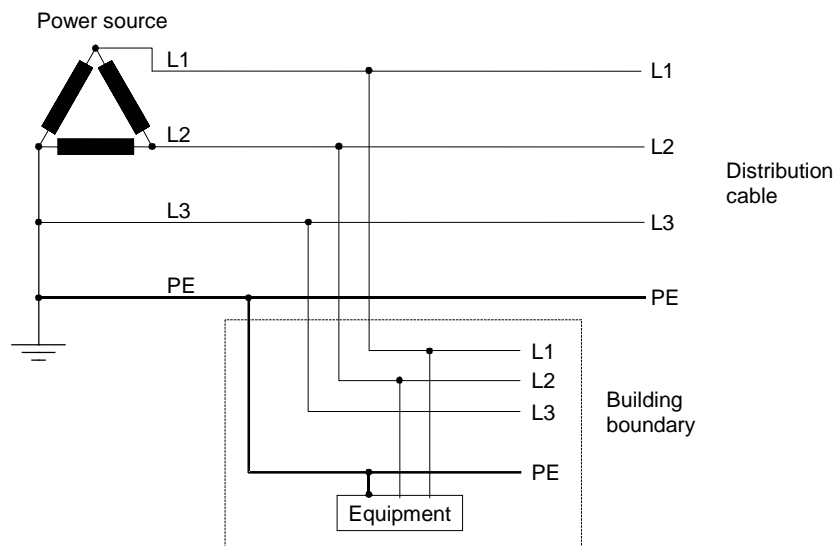 Power source
L1
L1
L2
L2
Distribution
cable
L3
L3
PE
PE
L1
L2
L3
Building
boundary
PE
Equipment